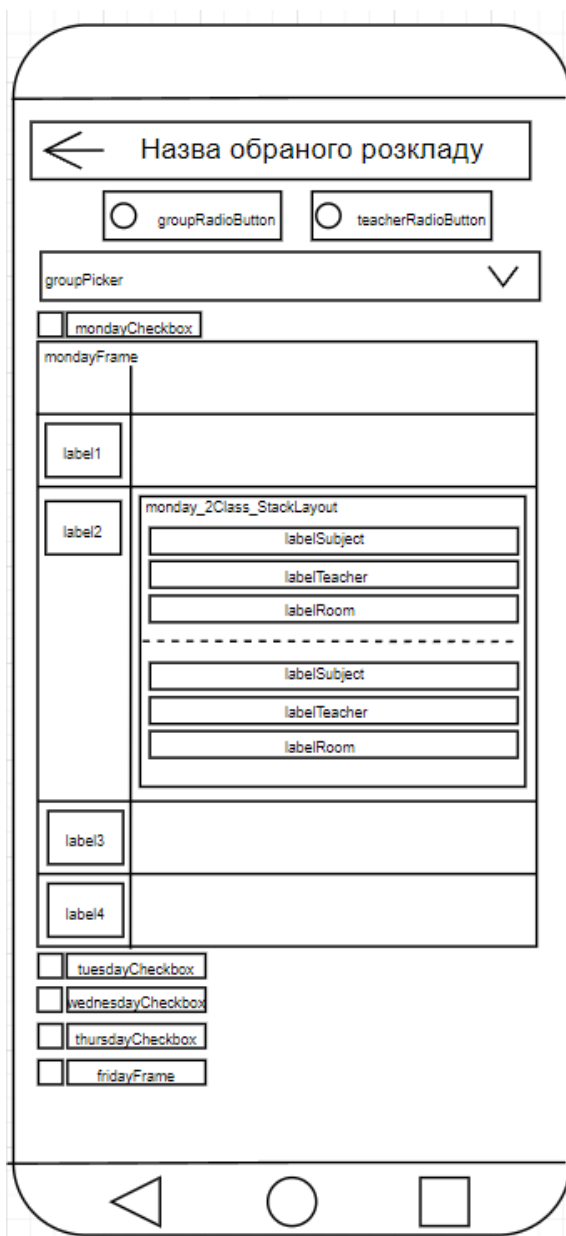 Назва обраного розкладу
groupRadioButton
teacherRadioButton
groupPicker
mondayCheckbox
mondayFrame
label1
label2
monday_2Class_StackLayout
labelSubject
labelTeacher
labelRoom
labelSubject
labelTeacher
labelRoom
label3
label4
tuesdayCheckbox
wednesdayCheckbox
thursdayCheckbox
fridayFrame